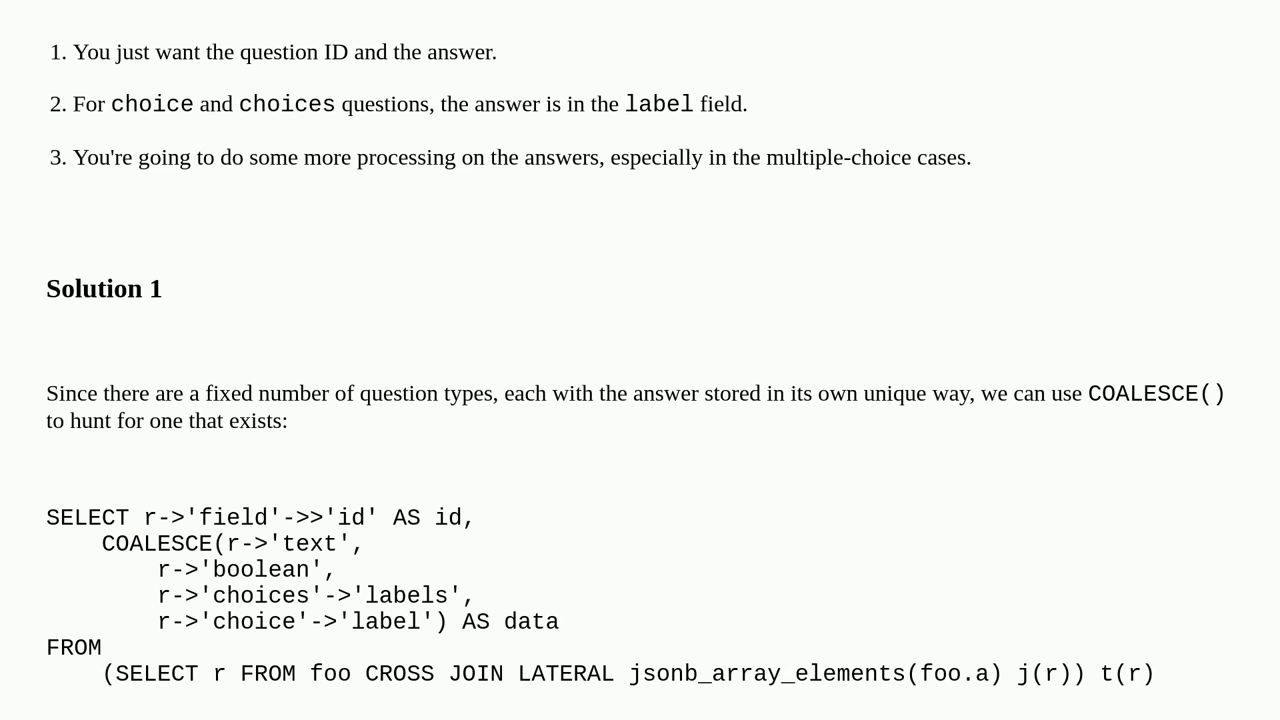 1. You just want the question ID and the answer.
2. For choice and choices questions, the answer is in the label field.
3. You're going to do some more processing on the answers, especially in the multiple-choice cases.
Solution 1
Since there are a fixed number of question types, each with the answer stored in its own unique way, we can use COALESCE()
to hunt for one that exists:
SELECT r->'field'->>'id' AS id,
    COALESCE(r->'text',
        r->'boolean',
        r->'choices'->'labels',
        r->'choice'->'label') AS data
FROM
    (SELECT r FROM foo CROSS JOIN LATERAL jsonb_array_elements(foo.a) j(r)) t(r)